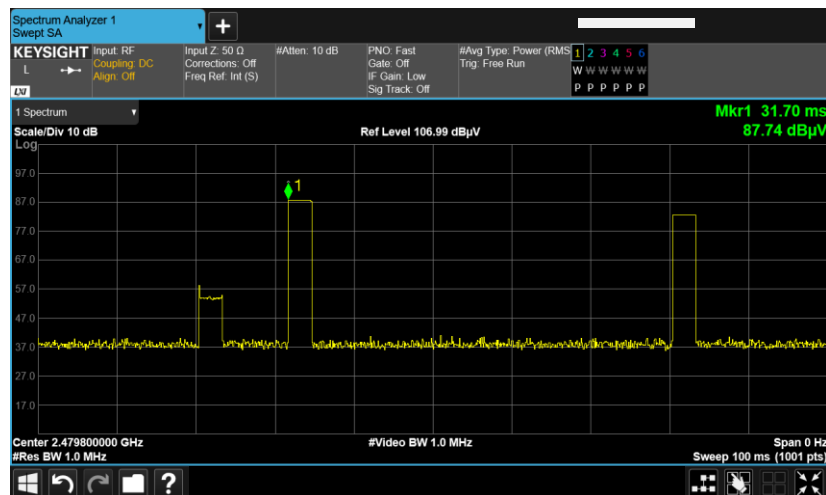 Spectrum Analyzer 1
Swept SA
+
KEYSIGHT
L
LXI
Input: RF
Coupling: DC
Align: Off
Input Z: 50 Ω
Corrections: Off
Freq Ref: Int (S)
#Atten: 10 dB
PNO: Fast
Gate: Off
IF Gain: Low
Sig Track: Off
#Avg Type: Power (RMS
Trig: Free Run
1 2 3 4 5 6
W W W W W W
P P P P P P
1 Spectrum
Mkr1 31.70 ms
87.74 dBµV
Scale/Div 10 dB
Ref Level 106.99 dBµV
Log
97.0
1
87.0
77.0
67.0
57.0
47.0
37.0
27.0
17.0
Center 2.479800000 GHz
#Video BW 1.0 MHz
Span 0 Hz
#Res BW 1.0 MHz
Sweep 100 ms (1001 pts)
?